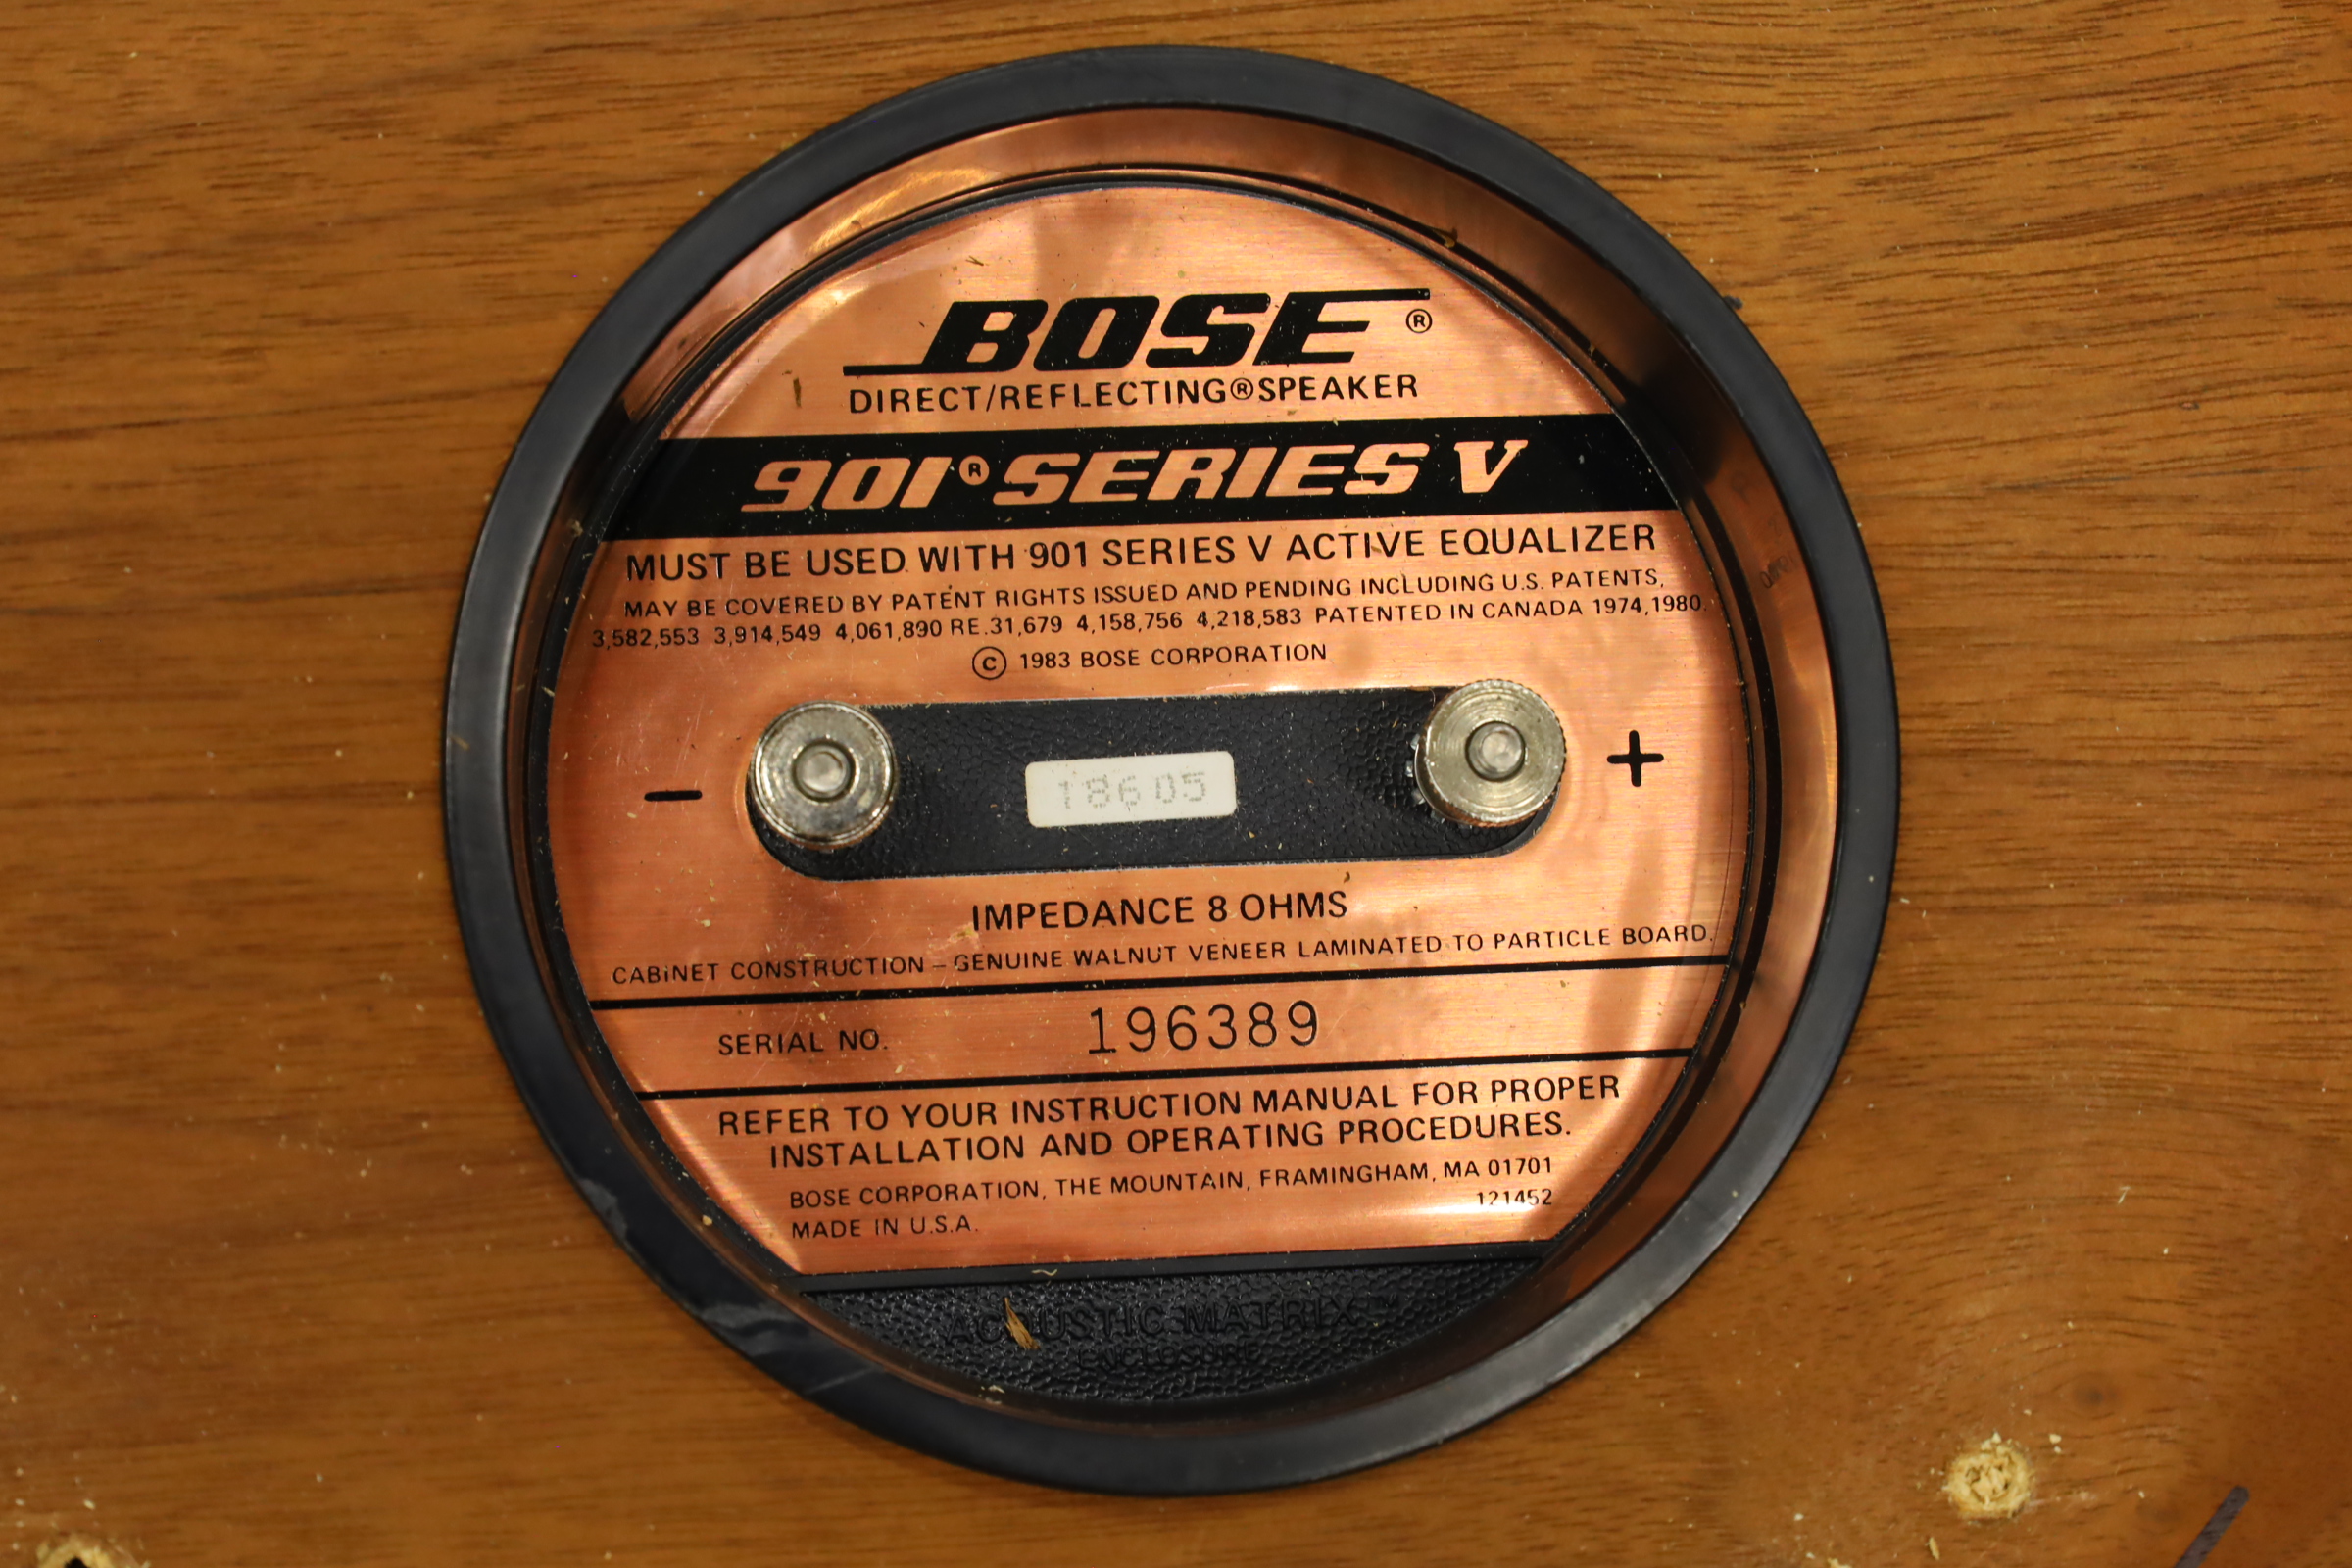 BOSE®
DIRECT/REFLECTING®SPEAKER
901® SERIES V
MUST BE USED WITH 901 SERIES V ACTIVE EQUALIZER
MAY BE COVERED BY PATENT RIGHTS ISSUED AND PENDING INCLUDING U.S. PATENTS,
3,582,553 3,914,549 4,061,890 RE.31,679 4,158,756 4,218,583 PATENTED IN CANADA 1974,1980.
© 1983 BOSE CORPORATION
- 18605 +
IMPEDANCE 8 OHMS
CABINET CONSTRUCTION – GENUINE WALNUT VENEER LAMINATED TO PARTICLE BOARD.
SERIAL NO. 196389
REFER TO YOUR INSTRUCTION MANUAL FOR PROPER
INSTALLATION AND OPERATING PROCEDURES.
BOSE CORPORATION, THE MOUNTAIN, FRAMINGHAM, MA 01701
121452
MADE IN U.S.A.
ACOUSTIC MATRIX™
ENCLOSURE